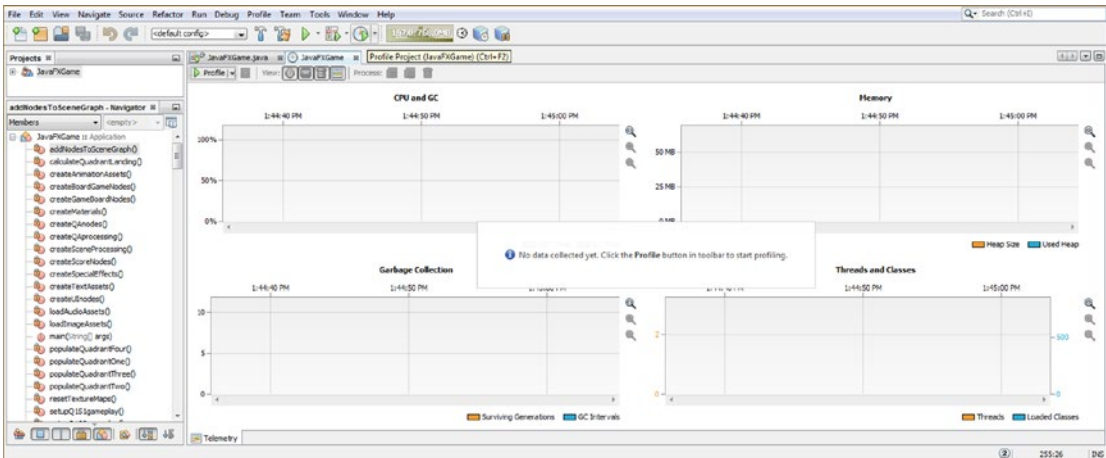 File Edit View Navigate Source Refactor Run Debug Profile Team Tools Window Help
Search (Ctrl+I)
<default config>
Projects
JavaFXGame
JavaFXGame.java
JavaFXGame
Profile Project (JavaFXGame) (Ctrl+F2)
Profile
View:
Process:
addNodesToSceneGraph - Navigator
Members
<empty>
JavaFXGame :: Application
addNodesToSceneGraph()
calculateQuadrantLanding()
createAnimationAssets()
createBoardGameNodes()
createGameBoardNodes()
createMaterials()
createQAnodes()
createQAprocessing()
createSceneProcessing()
createScoreNodes()
createSpecialEffects()
createTextAssets()
createUInodes()
loadAudioAssets()
loadImageAssets()
main(String[] args)
populateQuadrantFour()
populateQuadrantOne()
populateQuadrantThree()
populateQuadrantTwo()
resetTextureMaps()
setupQ1S1gameplay()
CPU and GC
1:44:40 PM 1:44:50 PM 1:45:00 PM
100%
50%
0%
Memory
1:44:40 PM 1:44:50 PM 1:45:00 PM
50 MB
25 MB
0 MB
Heap Size Used Heap
No data collected yet. Click the Profile button in toolbar to start profiling.
Garbage Collection
1:44:40 PM 1:44:50 PM
10
5
0
Surviving Generations GC Intervals
Threads and Classes
1:44:50 PM 1:45:00 PM
2
0
500
0
Threads Loaded Classes
Telemetry
2
255:26
INS